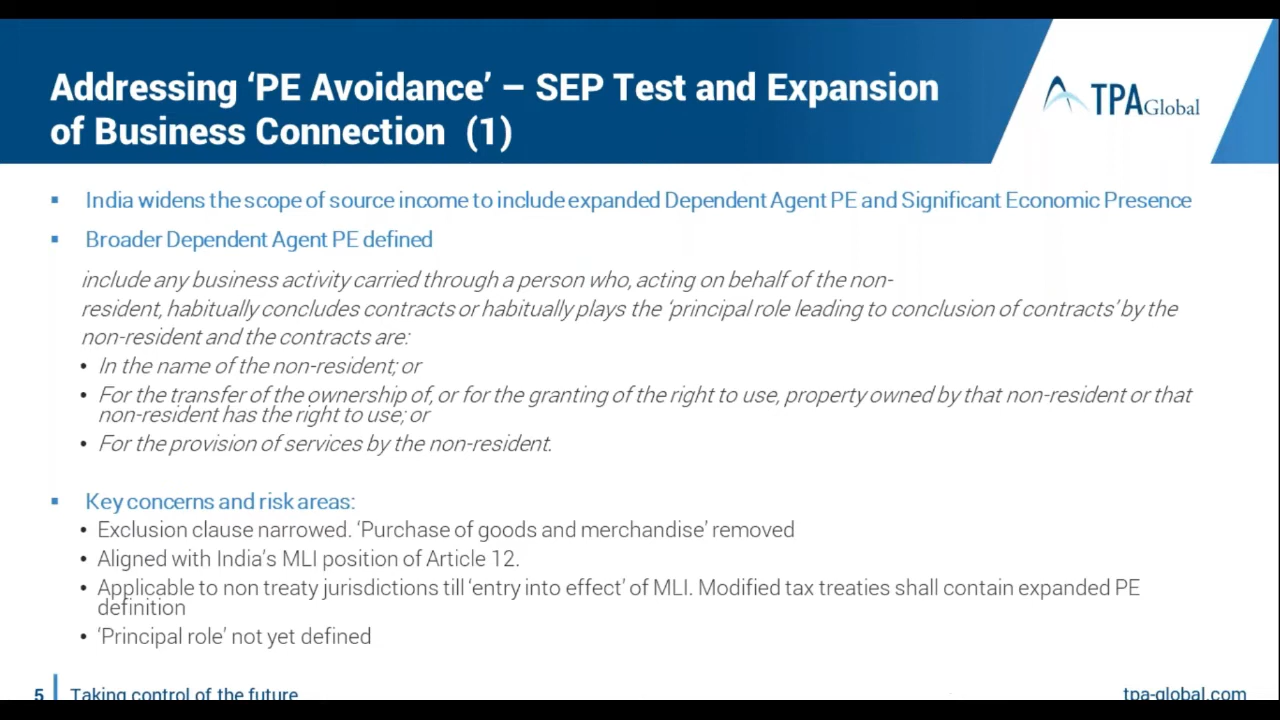 Addressing ‘PE Avoidance’ – SEP Test and Expansion
of Business Connection (1)
TPA Global
▪ India widens the scope of source income to include expanded Dependent Agent PE and Significant Economic Presence
▪ Broader Dependent Agent PE defined
include any business activity carried through a person who, acting on behalf of the non-
resident, habitually concludes contracts or habitually plays the ‘principal role leading to conclusion of contracts’ by the
non-resident and the contracts are:
• In the name of the non-resident; or
• For the transfer of the ownership of, or for the granting of the right to use, property owned by that non-resident or that
non-resident has the right to use; or
• For the provision of services by the non-resident.
▪ Key concerns and risk areas:
• Exclusion clause narrowed. ‘Purchase of goods and merchandise’ removed
• Aligned with India’s MLI position of Article 12.
• Applicable to non treaty jurisdictions till ‘entry into effect’ of MLI. Modified tax treaties shall contain expanded PE
definition
• ‘Principal role’ not yet defined
5 Taking control of the future
tpa-global.com